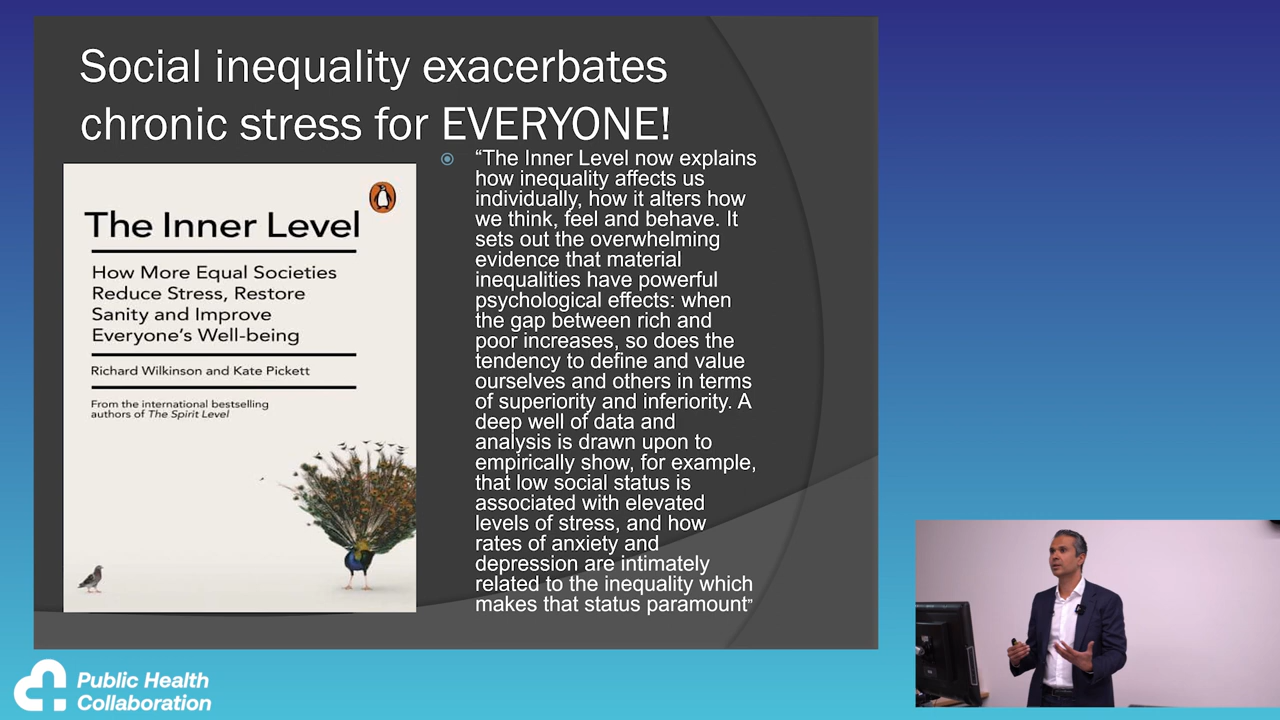 Social inequality exacerbates
chronic stress for EVERYONE!
The Inner Level
How More Equal Societies
Reduce Stress, Restore
Sanity and Improve
Everyone's Well-being
Richard Wilkinson and Kate Pickett
From the international bestselling
authors of The Spirit Level
“The Inner Level now explains
how inequality affects us
individually, how it alters how
we think, feel and behave. It
sets out the overwhelming
evidence that material
inequalities have powerful
psychological effects: when
the gap between rich and
poor increases, so does the
tendency to define and value
ourselves and others in terms
of superiority and inferiority. A
deep well of data and
analysis is drawn upon to
empirically show, for example,
that low social status is
associated with elevated
levels of stress, and how
rates of anxiety and
depression are intimately
related to the inequality which
makes that status paramount”
Public Health
Collaboration